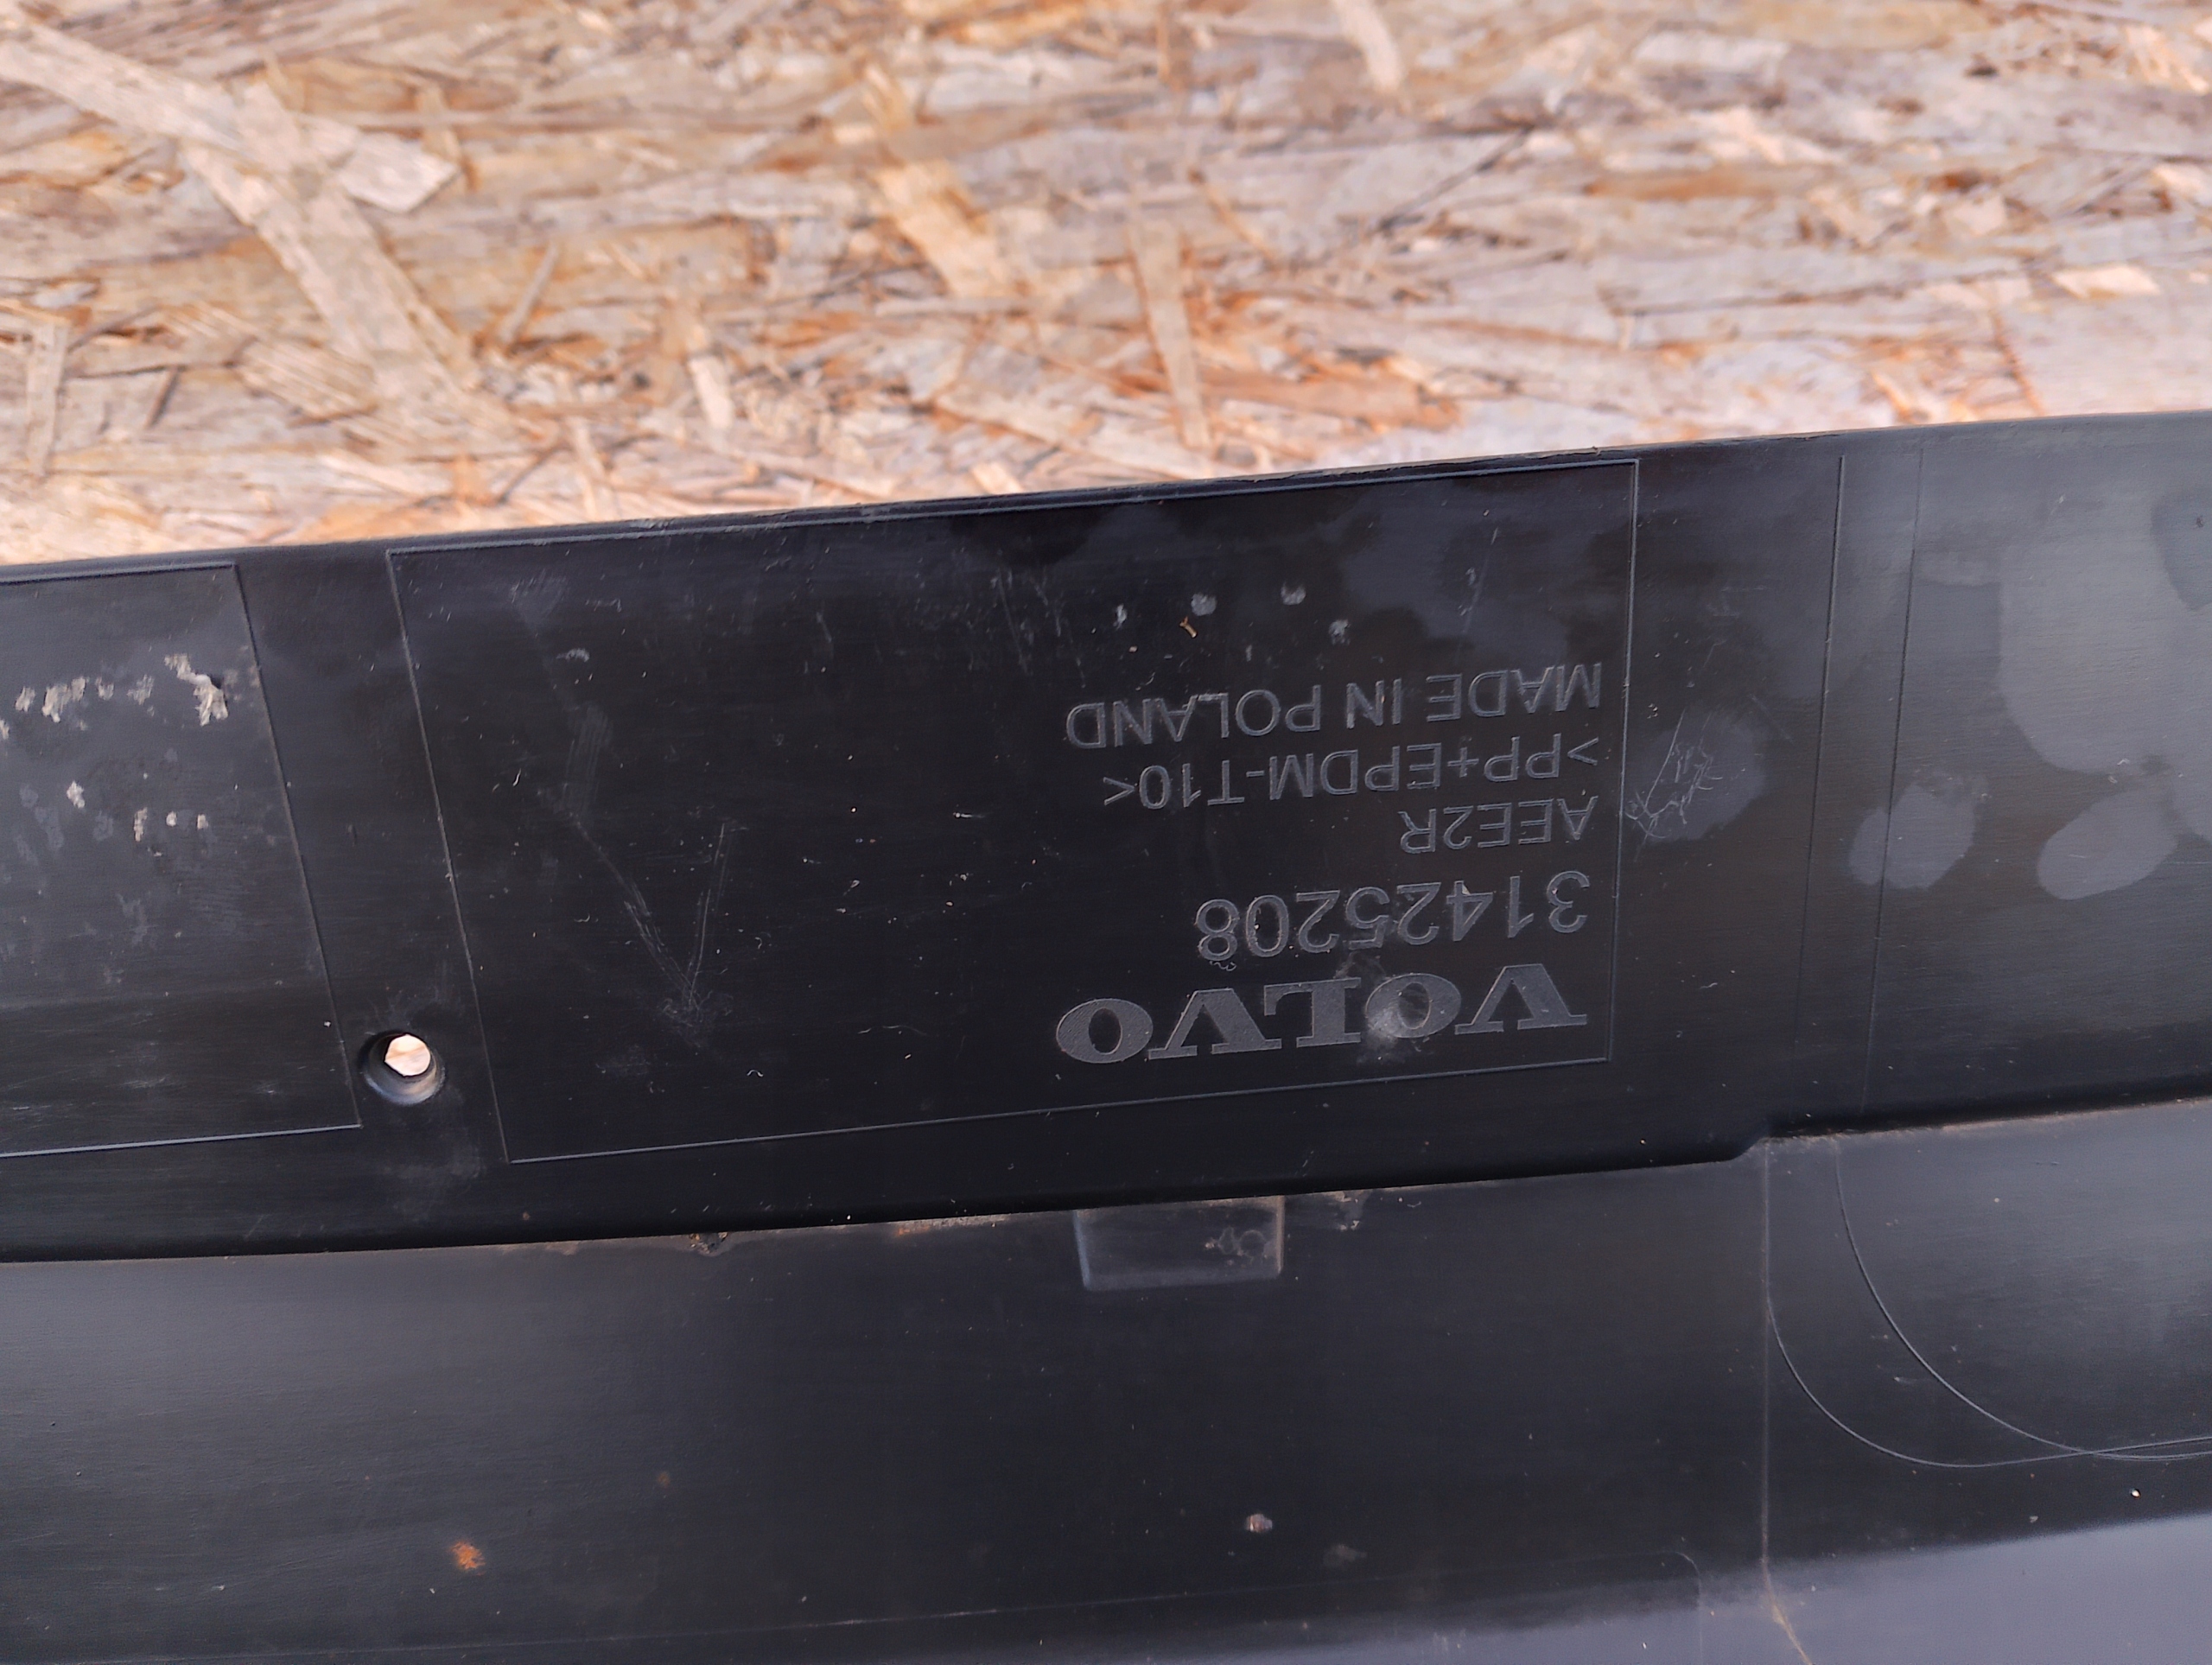 VOLVO
31425208
AEE2R
>PP+EPDM-T10<
MADE IN POLAND